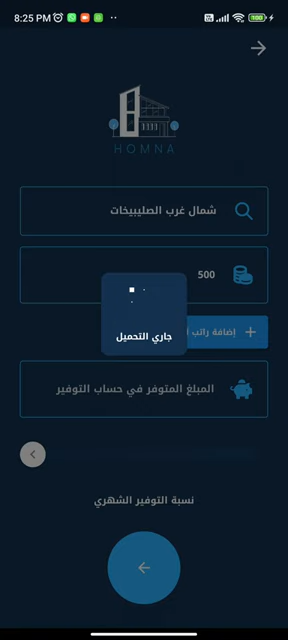 8:25 PM
HOMNA
شمال غرب الصليبيخات
500
جاري التحميل
إضافة راتب
المبلغ المتوفر في حساب التوفير
نسبة التوفير الشهري